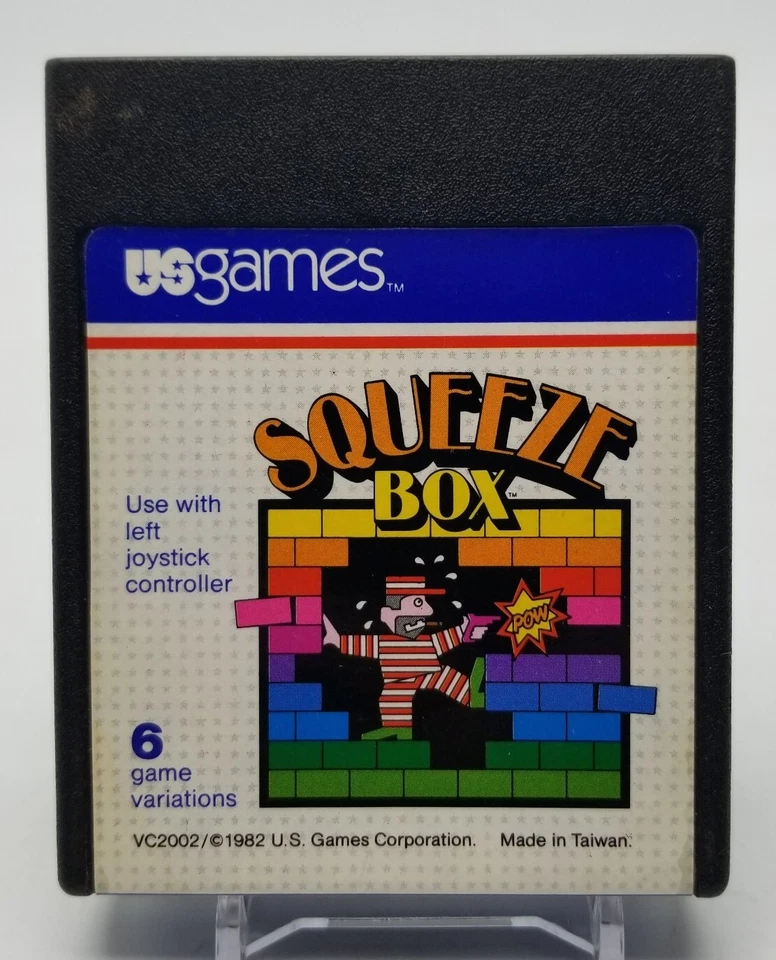 USgames™
SQUEEZE
BOX™
Use with
left
joystick
controller
POW
6
game
variations
VC2002/©1982 U.S. Games Corporation. Made in Taiwan.